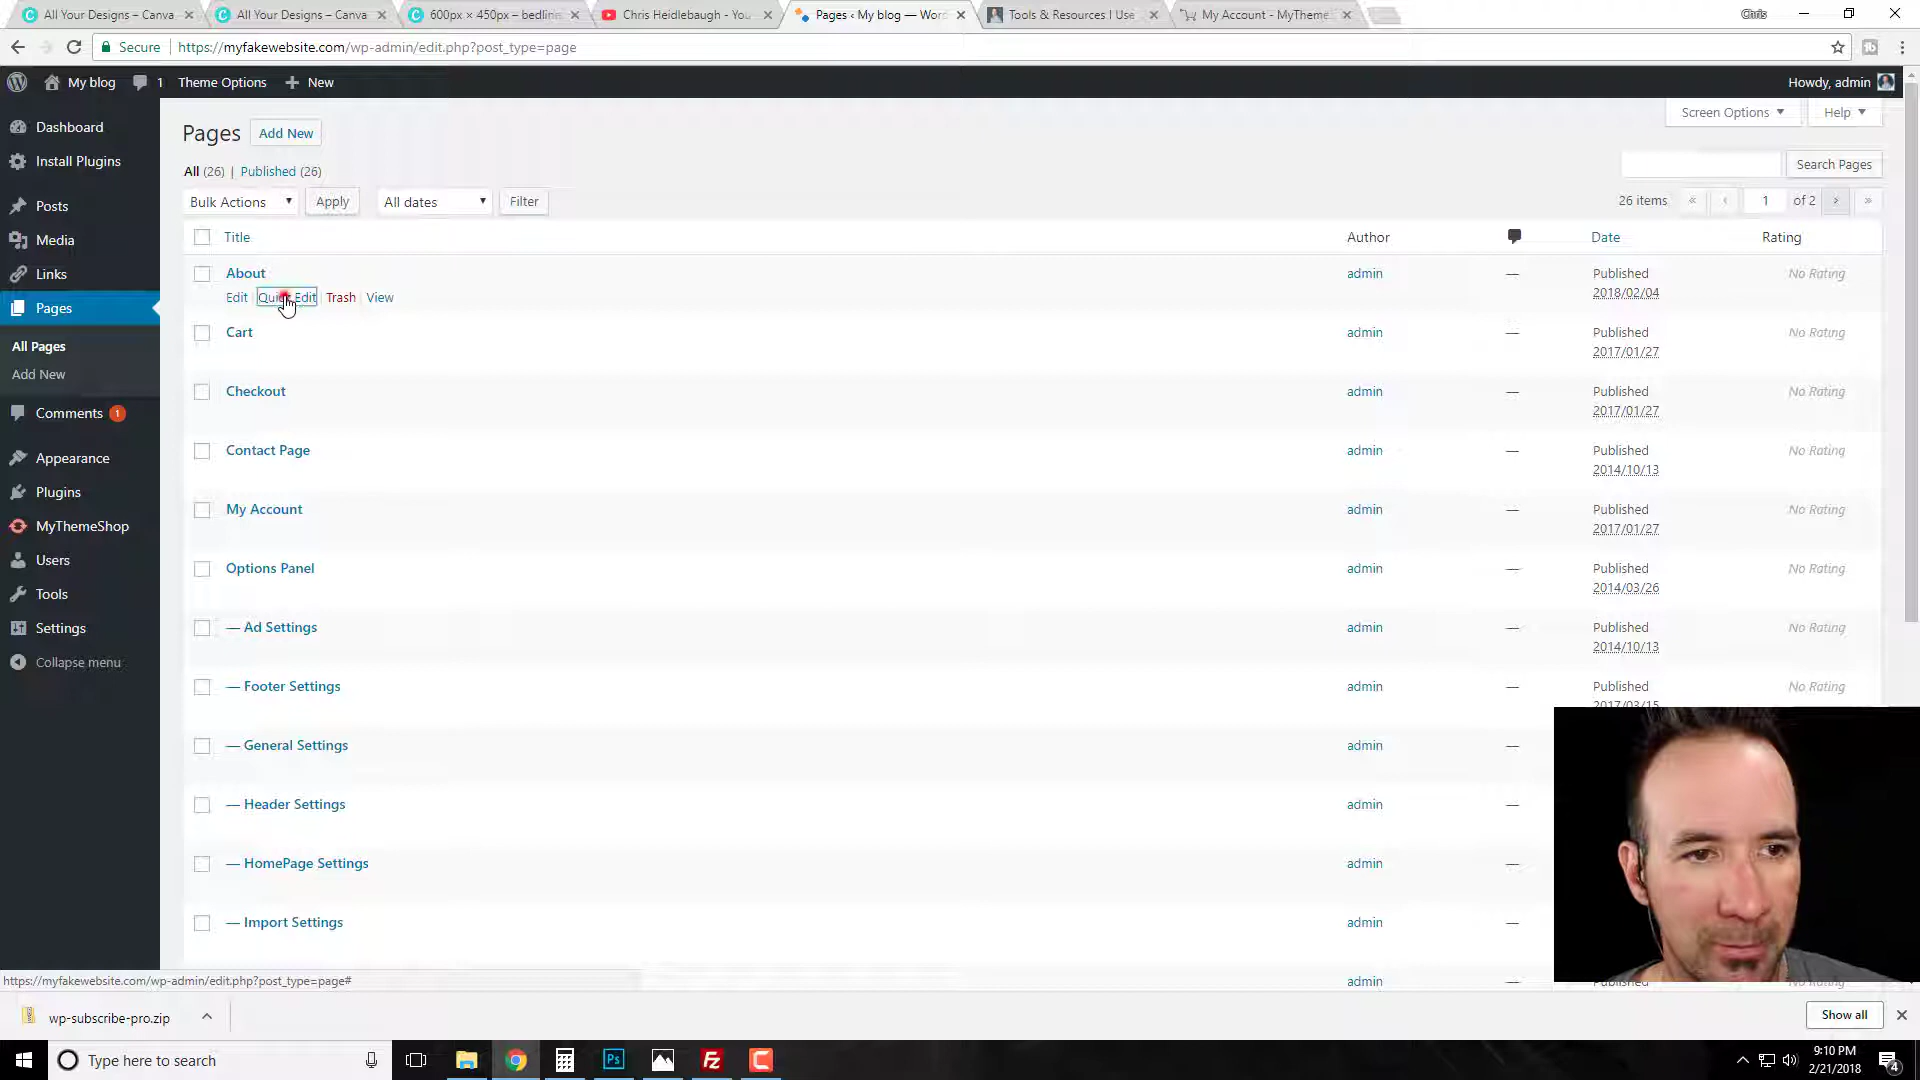 All Your Designs – Canva
All Your Designs – Canva
600px × 450px – bedline
Chris Heidlebaugh - You
Pages ‹ My blog — Word
Tools & Resources I Use
My Account - MyTheme
Chris
Secure
https://myfakewebsite.com/wp-admin/edit.php?post_type=page
My blog
1
Theme Options
New
Howdy, admin
Dashboard
Install Plugins
Posts
Media
Links
Pages
All Pages
Add New
Comments 1
Appearance
Plugins
MyThemeShop
Users
Tools
Settings
Collapse menu
Pages Add New
Screen Options
Help
All (26) | Published (26)
Search Pages
Bulk Actions Apply All dates Filter
26 items « ‹ 1 of 2 › »
Title Author Date Rating
About admin — Published No Rating
2018/02/04
Edit | Quick Edit | Trash | View
Cart admin — Published No Rating
2017/01/27
Checkout admin — Published No Rating
2017/01/27
Contact Page admin — Published No Rating
2014/10/13
My Account admin — Published No Rating
2017/01/27
Options Panel admin — Published No Rating
2014/03/26
— Ad Settings admin — Published No Rating
2014/10/13
— Footer Settings admin — Published No Rating
2017/03/15
— General Settings admin —
— Header Settings admin —
— HomePage Settings admin —
— Import Settings admin —
admin — Published No Rating
https://myfakewebsite.com/wp-admin/edit.php?post_type=page#
wp-subscribe-pro.zip
Show all
Type here to search
Ps
Fz
C
9:10 PM
2/21/2018
4